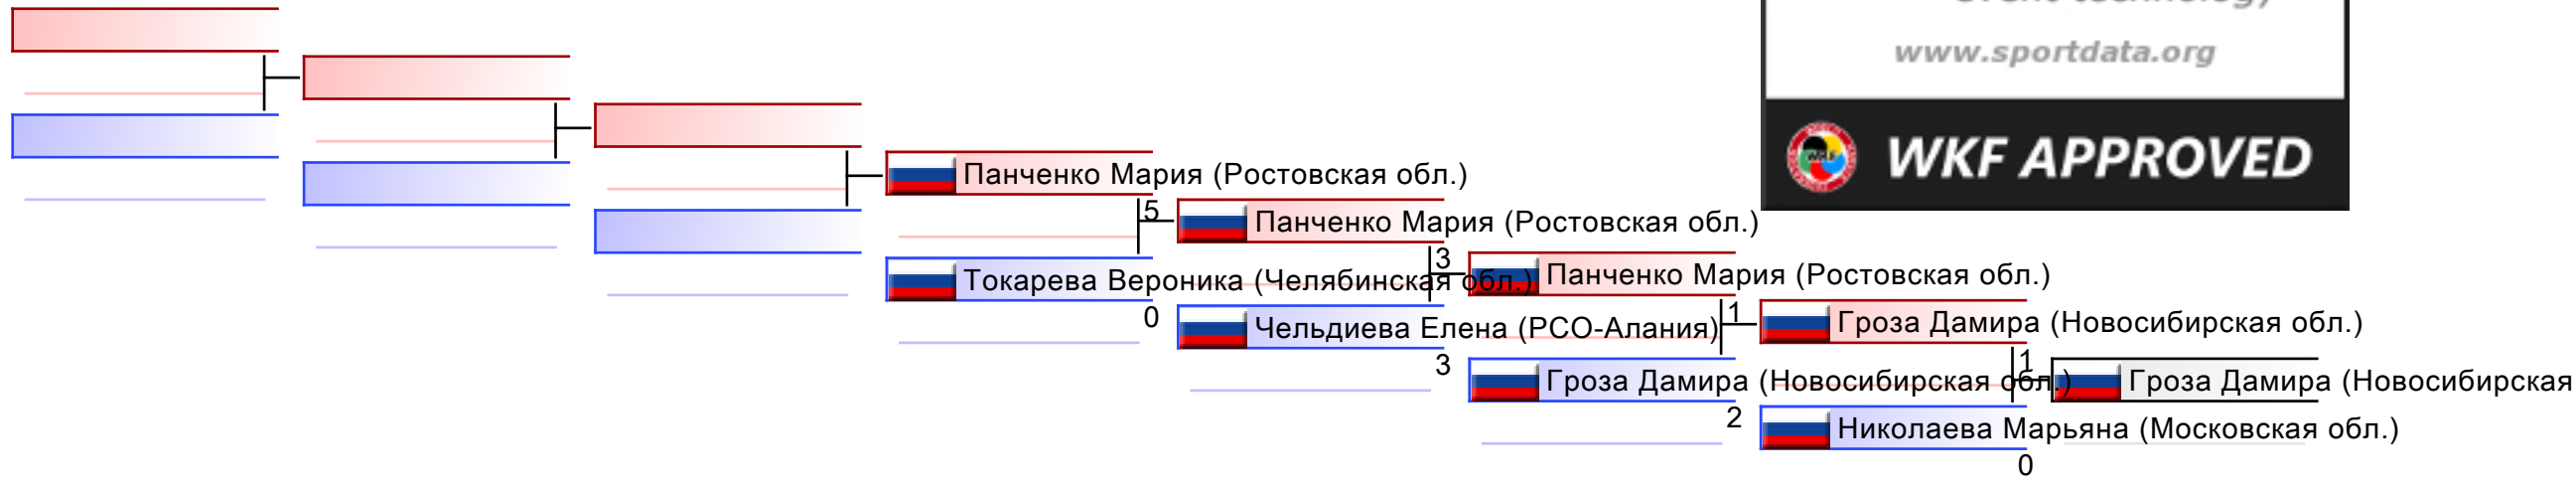 www.sportdata.org
WKF APPROVED
Панченко Мария (Ростовская обл.)
5
Токарева Вероника (Челябинская обл.)
0
Панченко Мария (Ростовская обл.)
3
Чельдиева Елена (РСО-Алания)
3
Панченко Мария (Ростовская обл.)
1
Гроза Дамира (Новосибирская обл.)
2
Гроза Дамира (Новосибирская обл.)
1
Николаева Марьяна (Московская обл.)
0
Гроза Дамира (Новосибирская